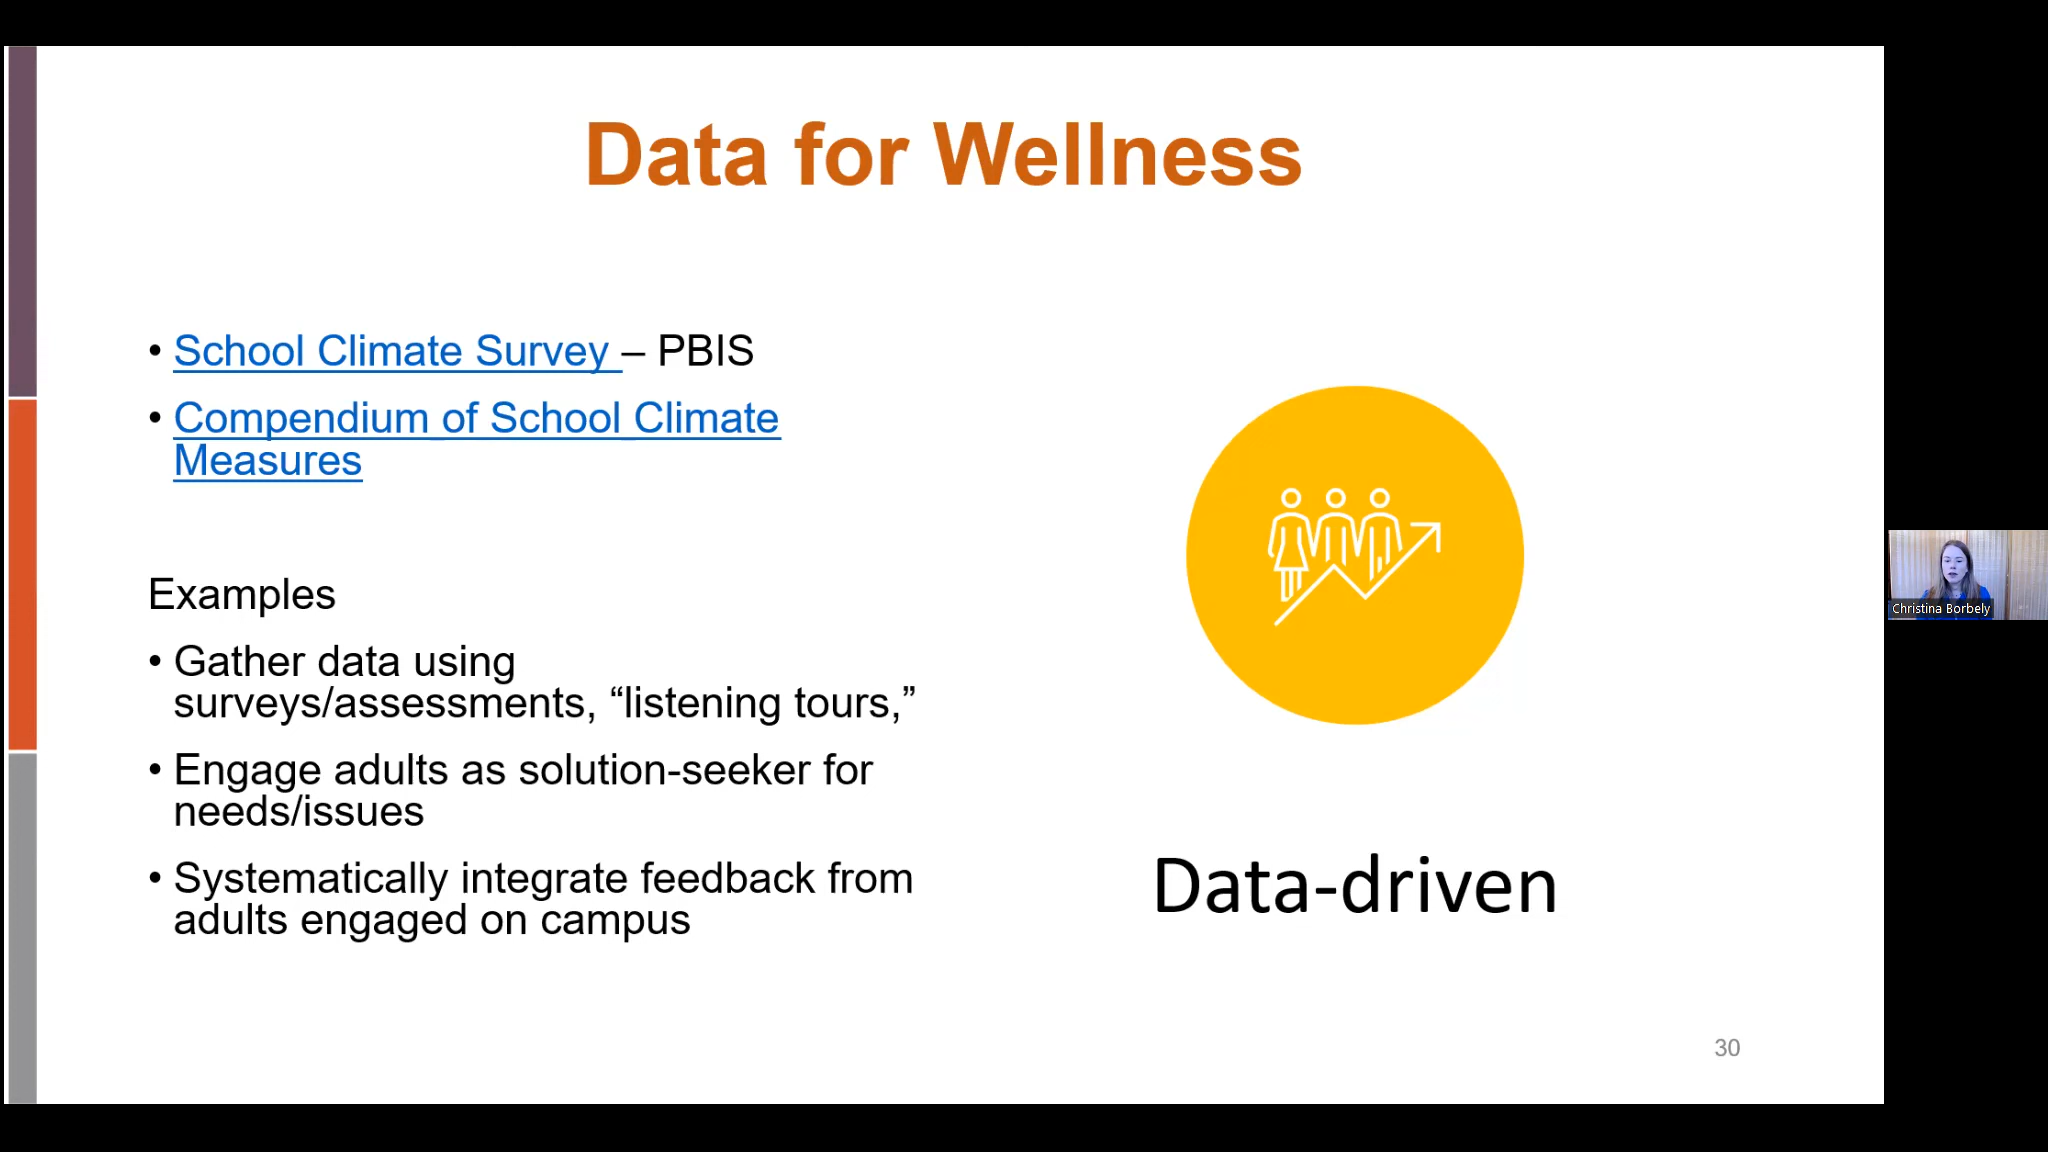 Data for Wellness
• School Climate Survey – PBIS
• Compendium of School Climate
Measures
Examples
• Gather data using
surveys/assessments, “listening tours,”
• Engage adults as solution-seeker for
needs/issues
• Systematically integrate feedback from
adults engaged on campus
Data-driven
30
Christina Borbely